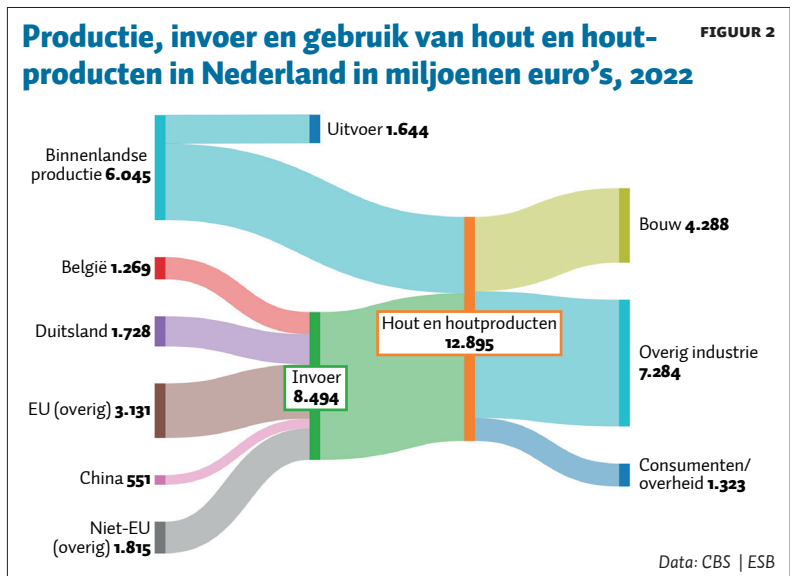 Productie, invoer en gebruik van hout en hout-
producten in Nederland in miljoenen euro's, 2022
FIGUUR 2
Uitvoer 1.644
Binnenlandse
productie 6.045
Bouw 4.288
België 1.269
Duitsland 1.728
Hout en houtproducten
12.895
Overig industrie
7.284
Invoer
8.494
EU (overig) 3.131
China 551
Consumenten/
overheid 1.323
Niet-EU
(overig) 1.815
Data: CBS | ESB